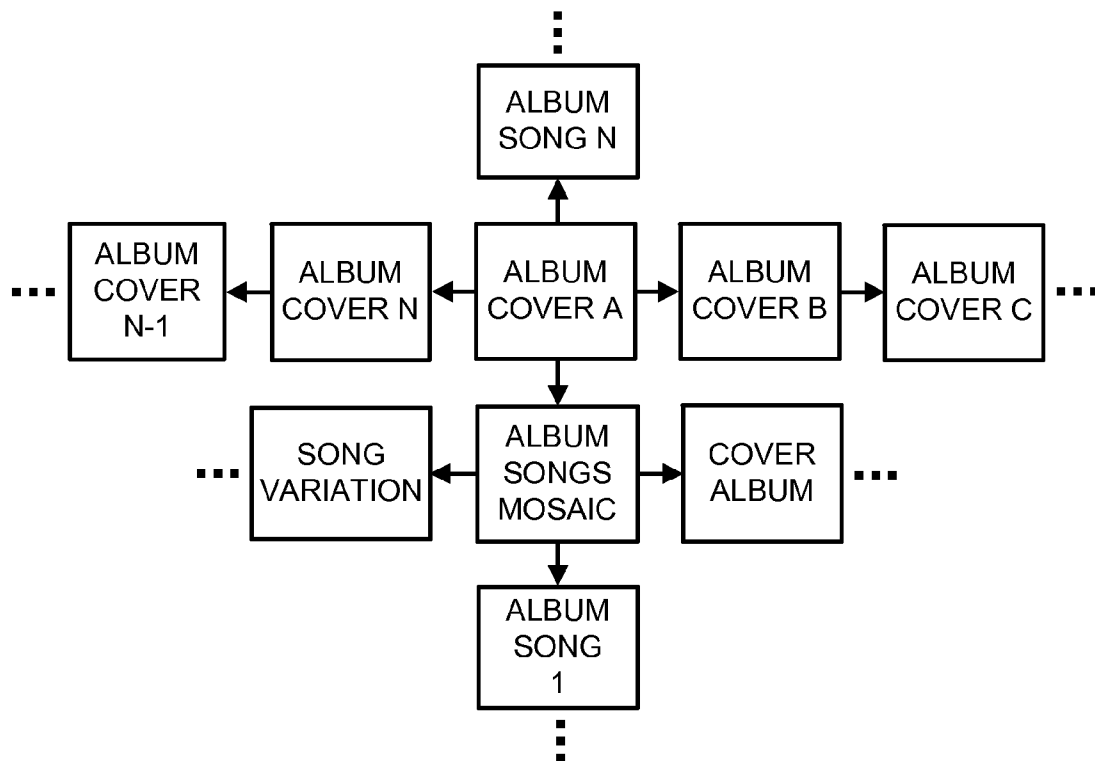 ALBUM
SONG N
ALBUM
COVER
N-1
ALBUM
COVER N
ALBUM
COVER A
ALBUM
COVER B
ALBUM
COVER C
SONG
VARIATION
ALBUM
SONGS
MOSAIC
COVER
ALBUM
ALBUM
SONG
1